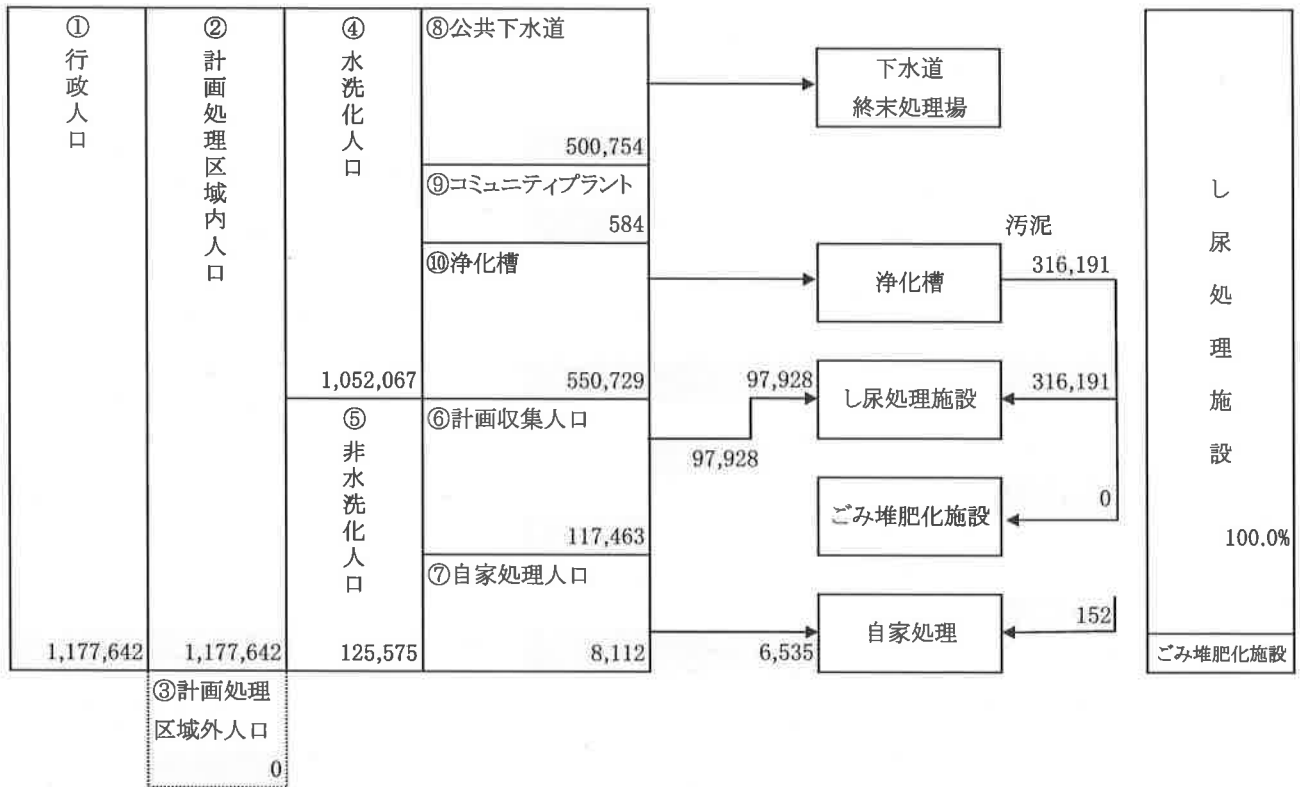 ①行政人口
1,177,642
②計画処理区域内人口
1,177,642
③計画処理
区域外人口
0
④水洗化人口
1,052,067
⑤非水洗化人口
125,575
⑧公共下水道
500,754
⑨コミュニティプラント
584
⑩浄化槽
550,729
⑥計画収集人口
117,463
⑦自家処理人口
8,112
下水道
終末処理場
汚泥
浄化槽
316,191
97,928
97,928
し尿処理施設
316,191
ごみ堆肥化施設
0
6,535
自家処理
152
し尿処理施設
100.0%
ごみ堆肥化施設